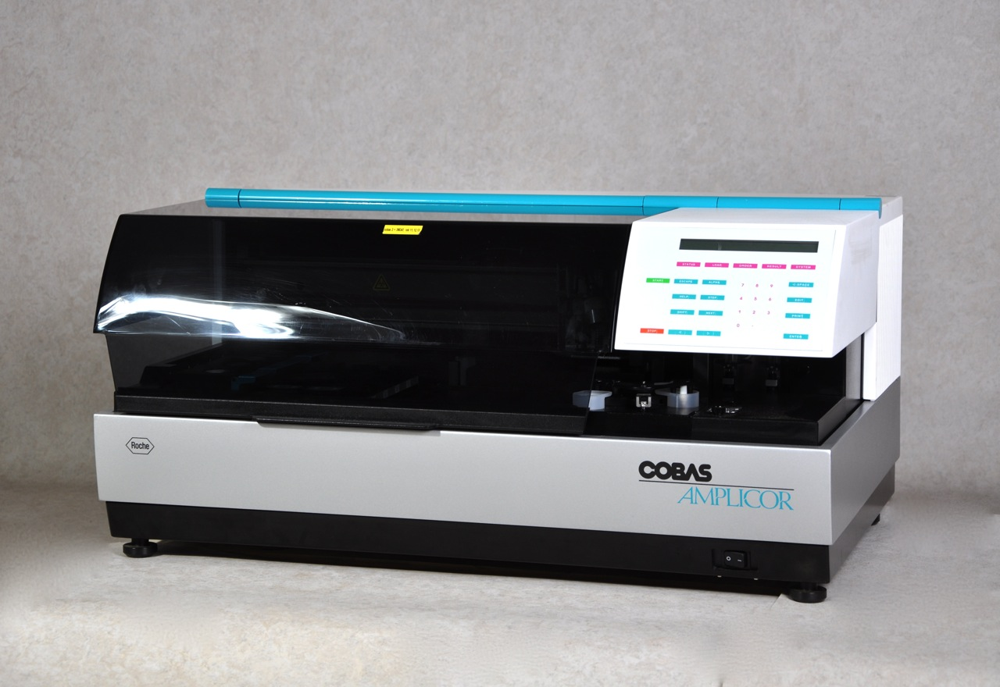 STATUS LOAD ORDER RESULT SYSTEM
START ESCAPE ALPHA 7 8 9 ← SPACE
HELP STEP 4 5 6 EDIT
SHIFT NEXT 1 2 3 PRINT
STOP 0 ENTER
Roche
COBAS
AMPLICOR
O I